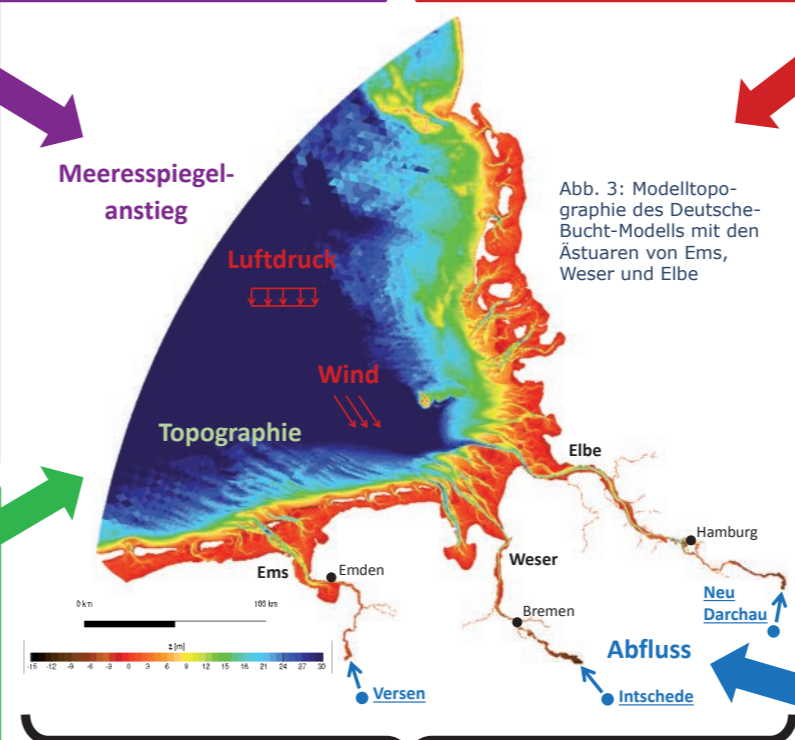 Meeresspiegel-
anstieg
Abb. 3: Modelltopo-
graphie des Deutsche-
Bucht-Modells mit den
Ästuaren von Ems,
Weser und Elbe
Luftdruck
Wind
Topographie
Elbe
Hamburg
Weser
Ems
Emden
Neu
Darchau
Bremen
0 km
100 km
z [m]
-15 -12 -9 -6 -3 0 3 6 9 12 15 18 21 24 27 30
Abfluss
Versen
Intschede